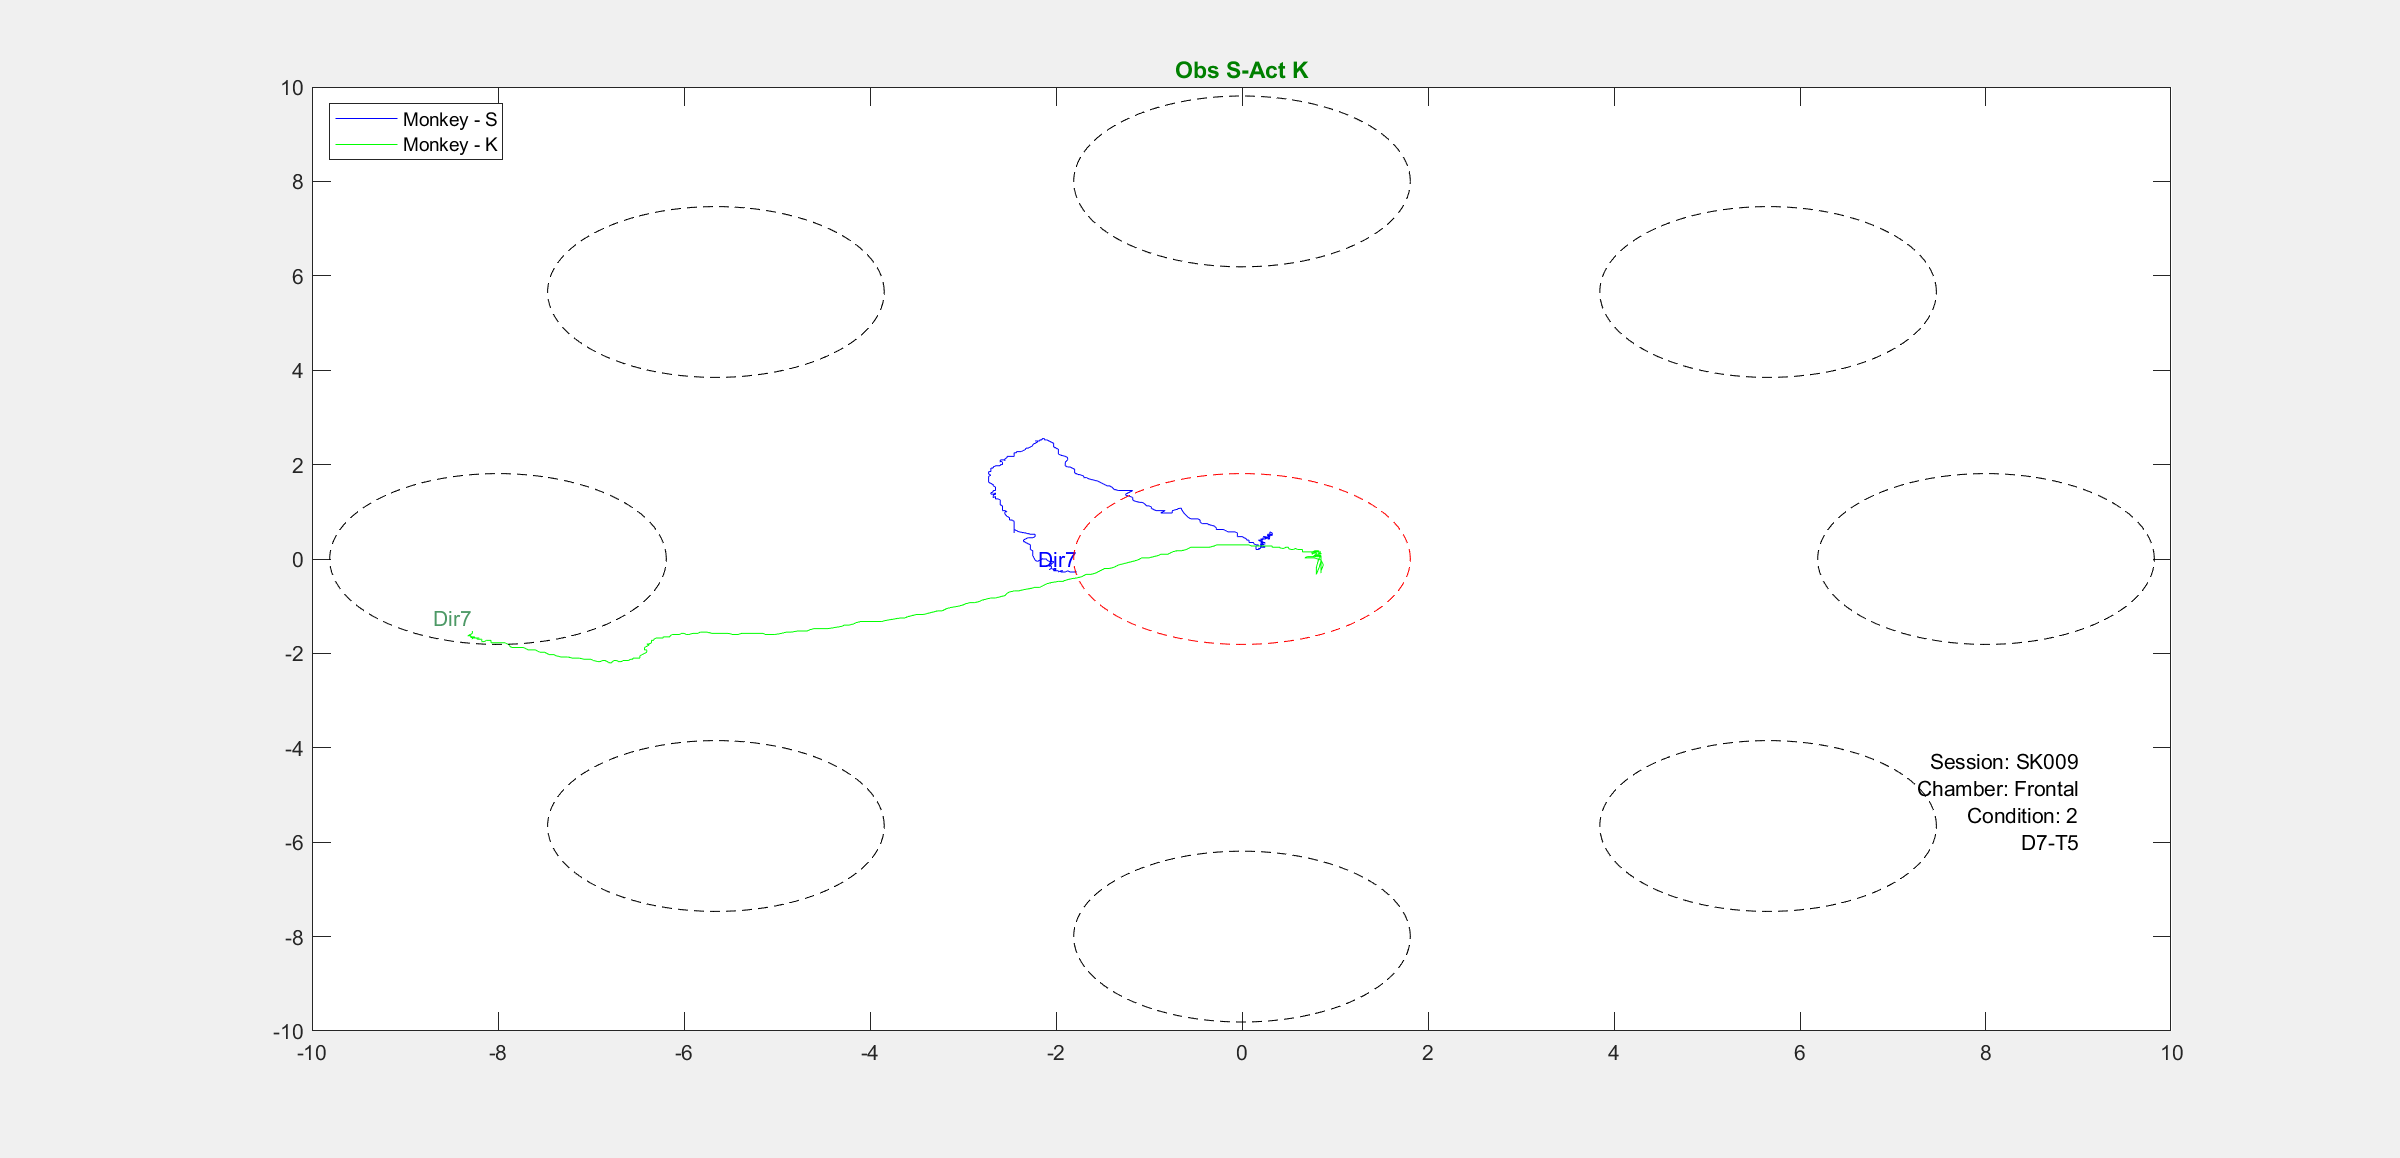 Obs S-Act K
Monkey - S
Monkey - K
10
8
6
4
2
0
-2
-4
-6
-8
-10
Dir7
Dir7
Session: SK009
Chamber: Frontal
Condition: 2
D7-T5
-10 -8 -6 -4 -2 0 2 4 6 8 10